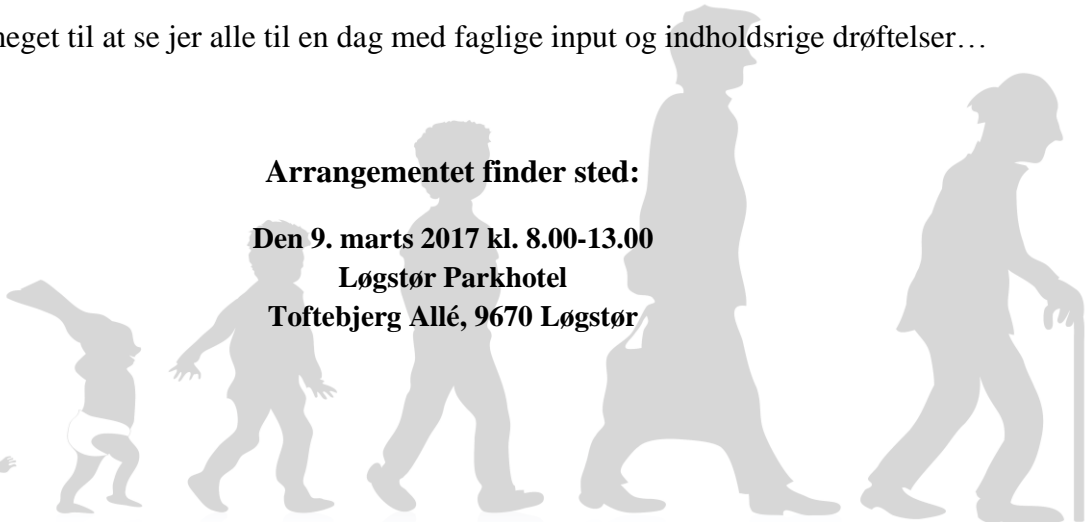 meget til at se jer alle til en dag med faglige input og indholdsrige drøftelser…
Arrangementet finder sted:
Den 9. marts 2017 kl. 8.00-13.00
Løgstør Parkhotel
Toftebjerg Allé, 9670 Løgstør